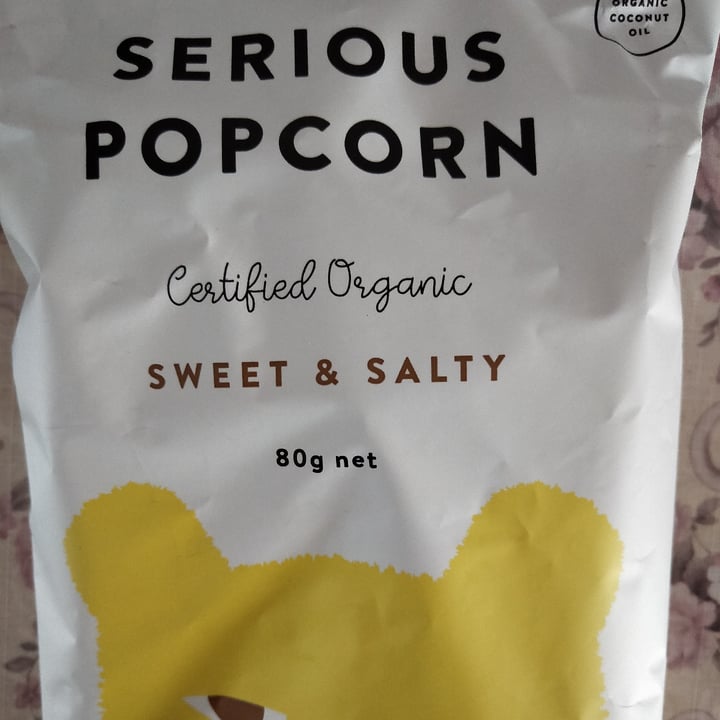 ORGANIC
COCONUT
OIL
SERIOUS
POPCORN
Certified Organic
SWEET & SALTY
80g net